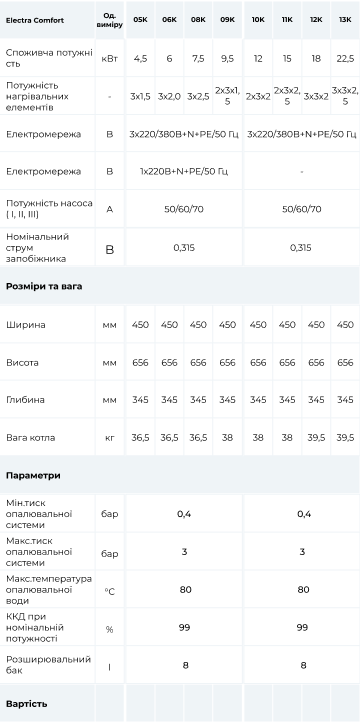 Electra Comfort Од. виміру 05K 06K 08K 09K 10K 11K 12K 13K
Споживча потужні сть кВт 4,5 6 7,5 9,5 12 15 18 22,5
Потужність нагрівальних елементів - 3x1,5 3x2,0 3x2,5 2x3x1,5 2x3x2 2x3x2,5 3x3x2 3x3x2,5
Електромережа В 3x220/380В+N+PE/50 Гц 3x220/380В+N+PE/50 Гц
Електромережа В 1x220В+N+PE/50 Гц -
Потужність насоса ( I, II, III) А 50/60/70 50/60/70
Номінальний струм запобіжника В 0,315 0,315
Розміри та вага
Ширина мм 450 450 450 450 450 450 450 450
Висота мм 656 656 656 656 656 656 656 656
Глибина мм 345 345 345 345 345 345 345 345
Вага котла кг 36,5 36,5 36,5 38 38 38 39,5 39,5
Параметри
Мін.тиск опалювальної системи бар 0,4 0,4
Макс.тиск опалювальної системи бар 3 3
Макс.температура опалювальної води °C 80 80
ККД при номінальній потужності % 99 99
Розширювальний бак l 8 8
Вартість